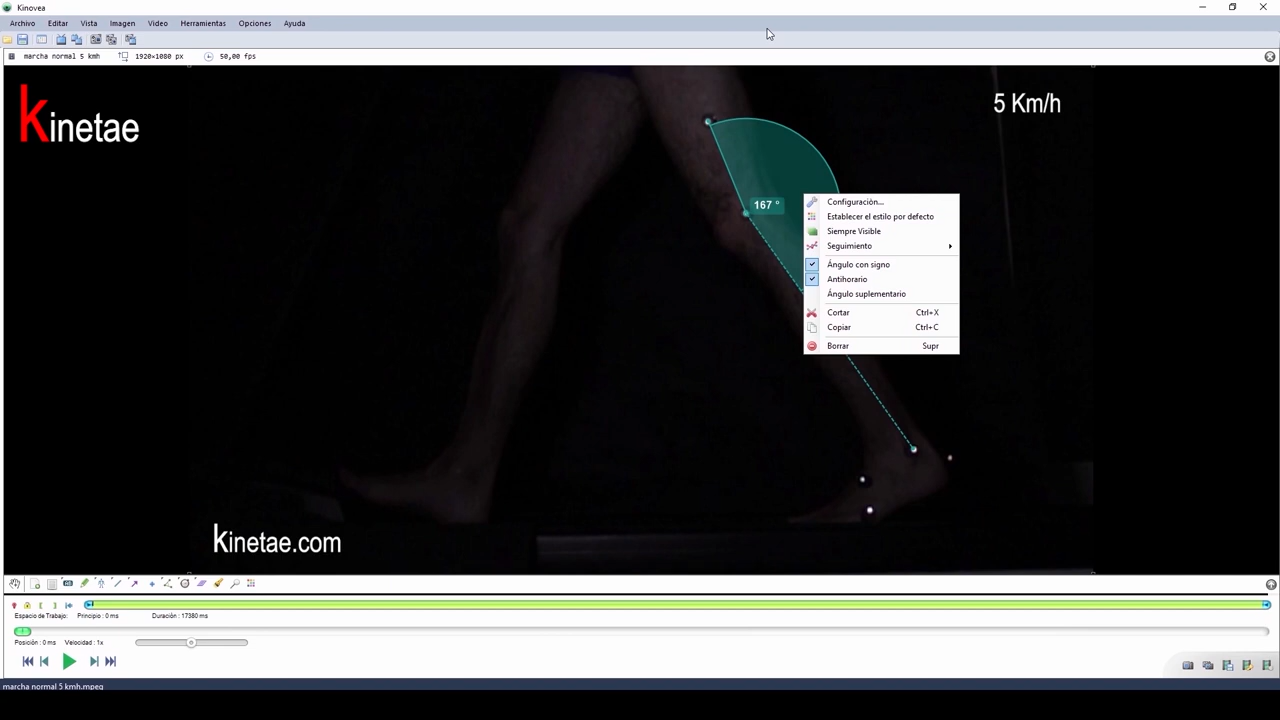 Kinovea
Archivo Editar Vista Imagen Video Herramientas Opciones Ayuda
marcha normal 5 kmh 1920×1080 px 50,00 fps
kinetae
5 Km/h
167 °
Configuración...
Establecer el estilo por defecto
Siempre Visible
Seguimiento
Ángulo con signo
Antihorario
Ángulo suplementario
Cortar Ctrl+X
Copiar Ctrl+C
Borrar Supr
kinetae.com
Espacio de Trabajo: Principio : 0 ms Duración : 17380 ms
Posición : 0 ms Velocidad : 1x
marcha normal 5 kmh.mpeg